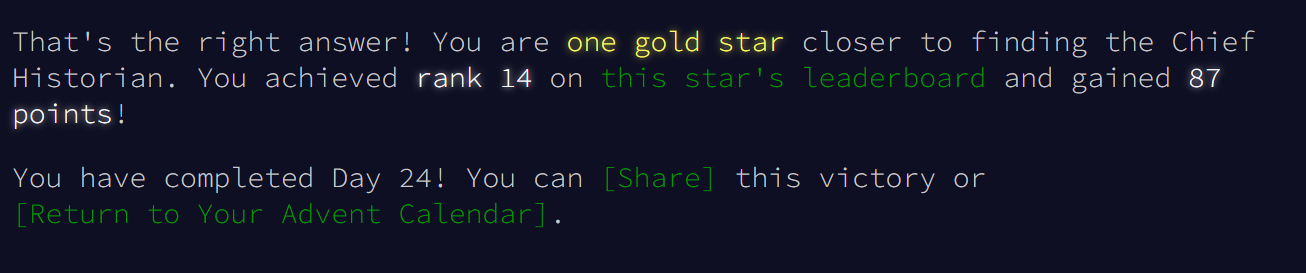 That's the right answer! You are one gold star closer to finding the Chief
Historian. You achieved rank 14 on this star's leaderboard and gained 87
points!
You have completed Day 24! You can [Share] this victory or
[Return to Your Advent Calendar].